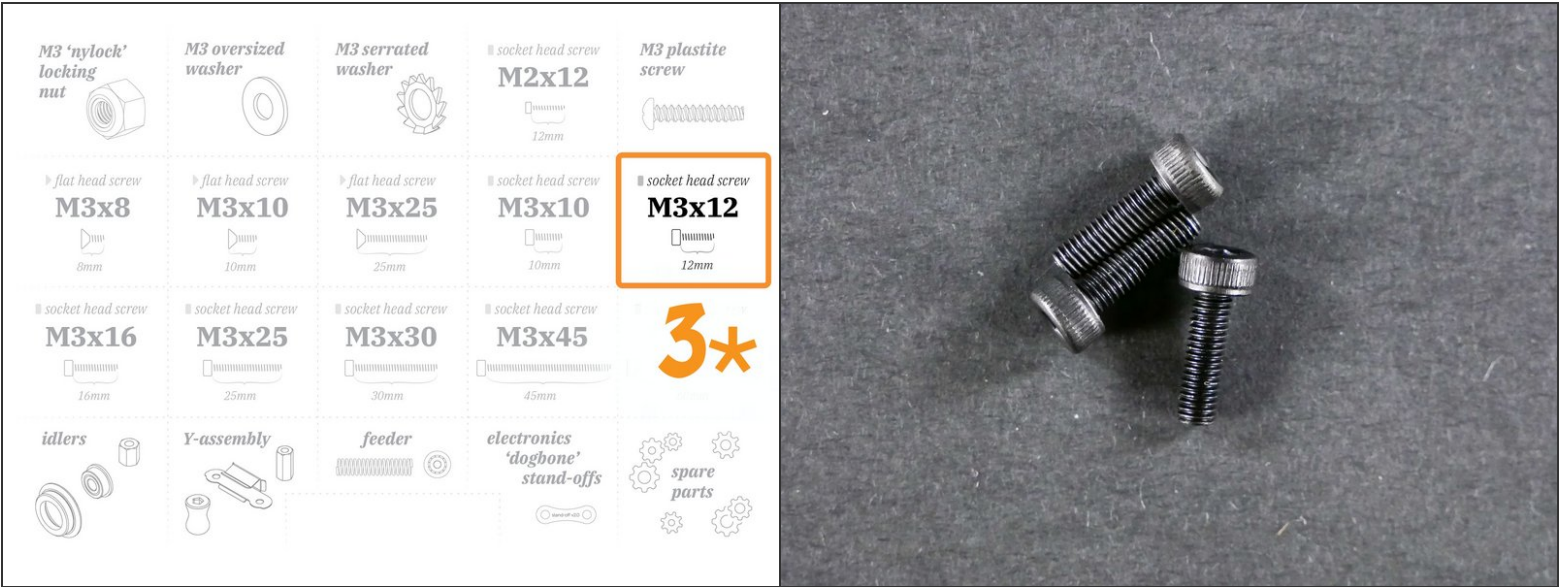 M3 ‘nylock’
locking
nut
M3 oversized
washer
M3 serrated
washer
socket head screw
M2x12
12mm
M3 plastite
screw
flat head screw
M3x8
8mm
flat head screw
M3x10
10mm
flat head screw
M3x25
25mm
socket head screw
M3x10
10mm
socket head screw
M3x12
12mm
socket head screw
M3x16
16mm
socket head screw
M3x25
25mm
socket head screw
M3x30
30mm
socket head screw
M3x45
45mm
3*
idlers
Y-assembly
feeder
electronics
‘dogbone’
stand-offs
spare
parts